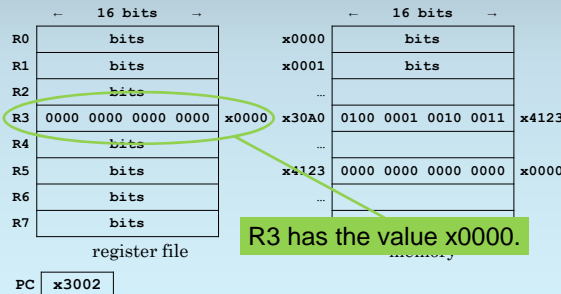 ← 16 bits → ← 16 bits →
R0 bits x0000 bits
R1 bits x0001 bits
R2 bits …
R3 0000 0000 0000 0000 x0000 x30A0 0100 0001 0010 0011 x4123
R4 bits …
R5 bits x4123 0000 0000 0000 0000 x0000
R6 bits …
R7 bits
R3 has the value x0000.
register file memory
PC x3002